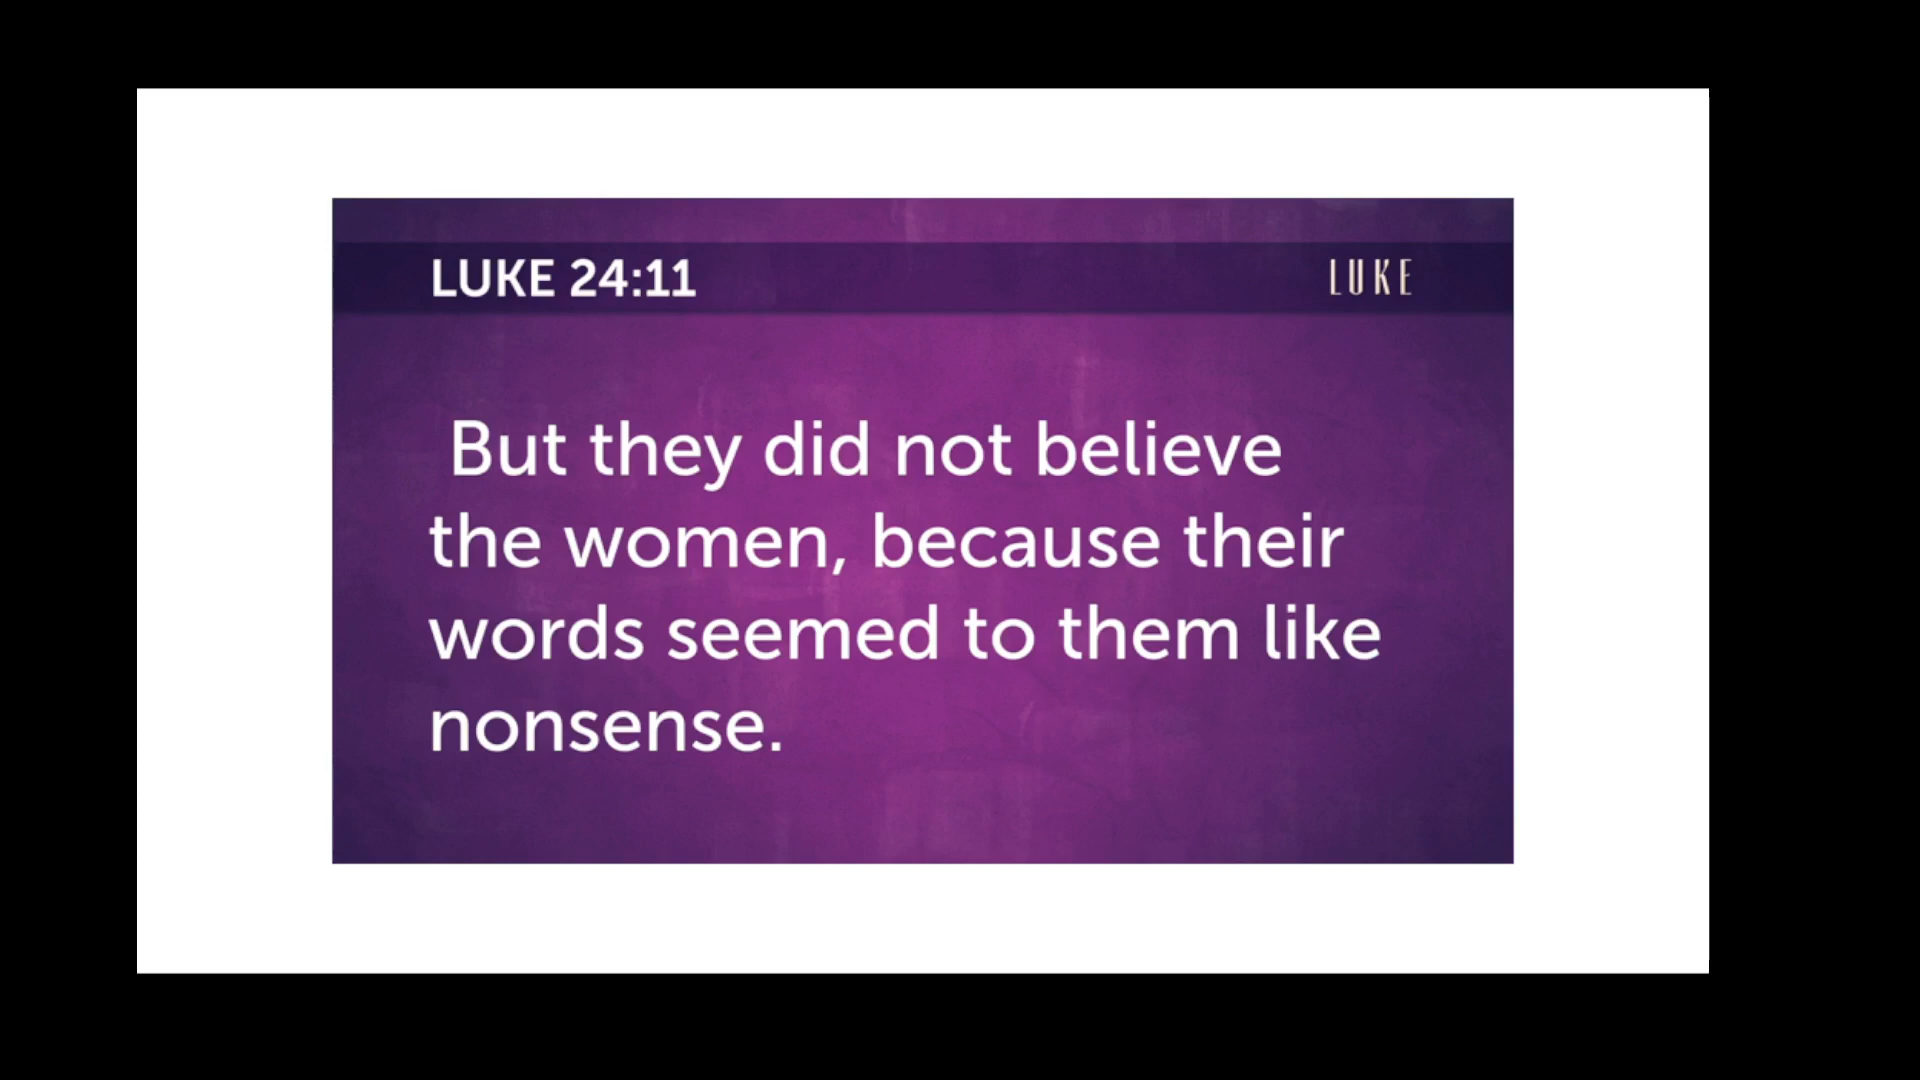 LUKE 24:11
LUKE
But they did not believe
the women, because their
words seemed to them like
nonsense.